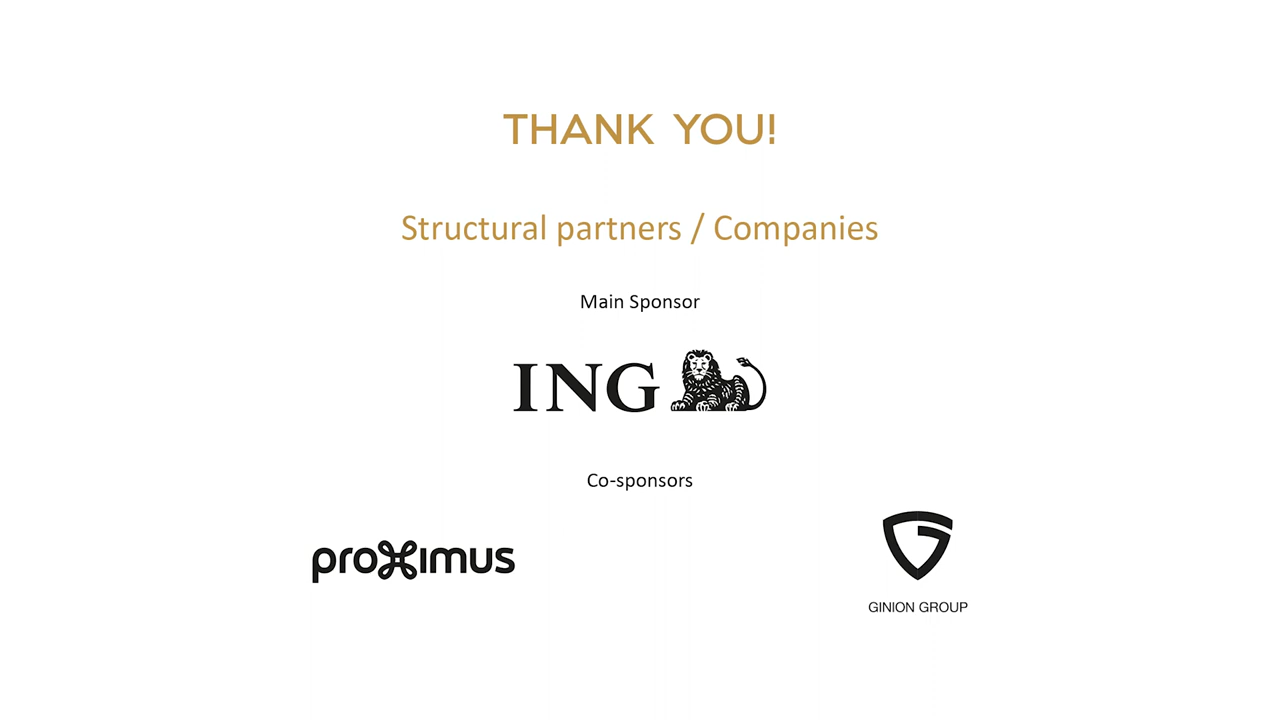 THANK YOU!
Structural partners / Companies
Main Sponsor
ING
Co-sponsors
proximus
GINION GROUP